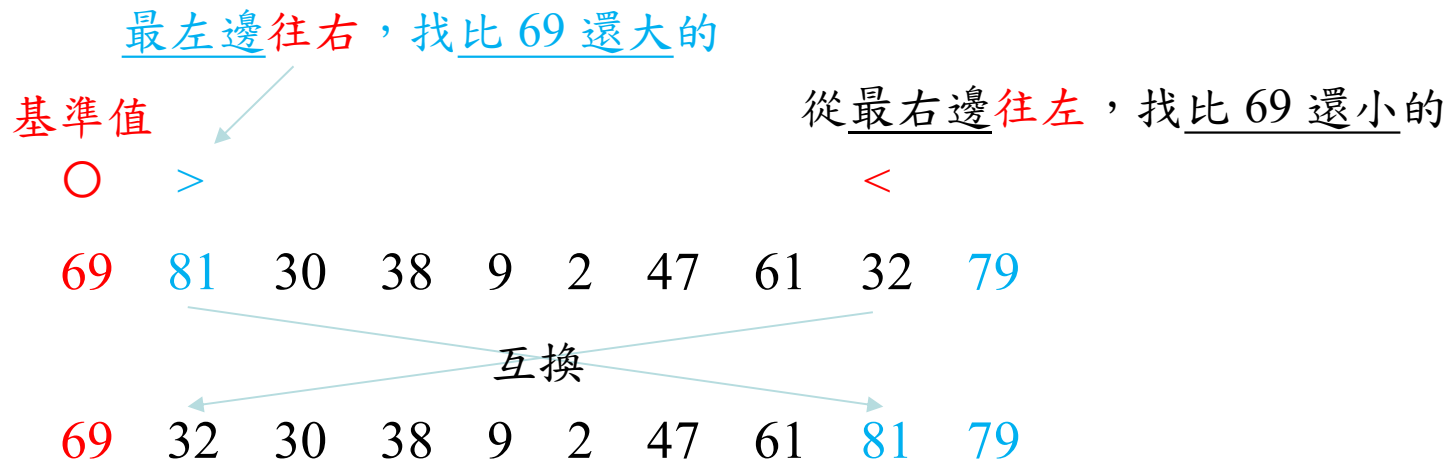 最左邊往右，找比 69 還大的
從最右邊往左，找比 69 還小的
基準值
○ > <
69 81 30 38 9 2 47 61 32 79
互換
69 32 30 38 9 2 47 61 81 79